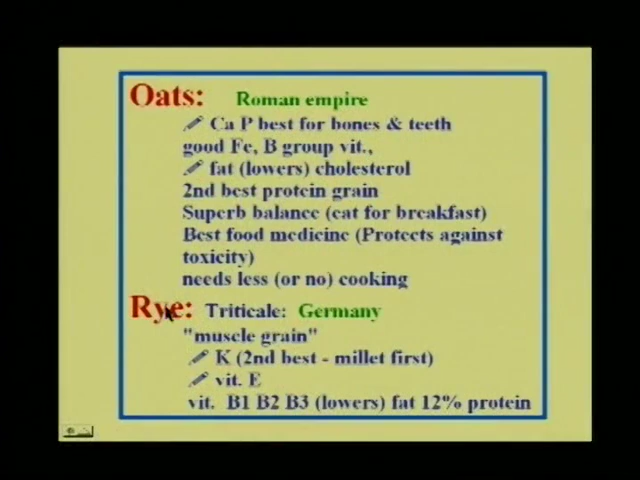 Oats: Roman empire
Ca P best for bones & teeth
good Fe, B group vit.,
fat (lowers) cholesterol
2nd best protein grain
Superb balance (eat for breakfast)
Best food medicine (Protects against
toxicity)
needs less (or no) cooking
Rye: Triticale: Germany
"muscle grain"
K (2nd best - millet first)
vit. E
vit. B1 B2 B3 (lowers) fat 12% protein